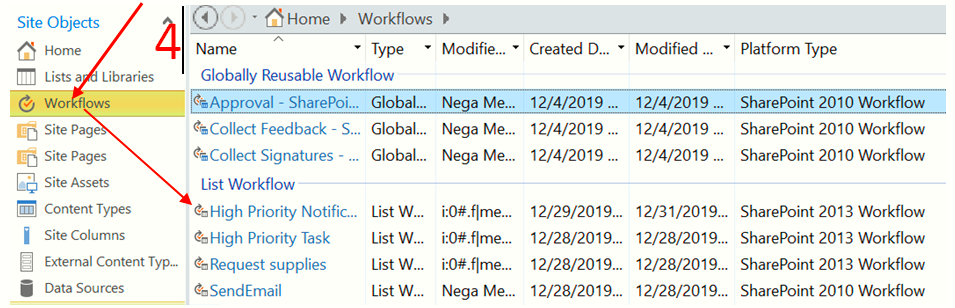 Site Objects
4
Home
Lists and Libraries
Workflows
Site Pages
Site Pages
Site Assets
Content Types
Site Columns
External Content Typ...
Data Sources
Home Workflows
Name Type Modifie... Created D... Modified ... Platform Type
Globally Reusable Workflow
Approval - SharePoi... Global... Nega Me... 12/4/2019 ... 12/4/2019 ... SharePoint 2010 Workflow
Collect Feedback - S... Global... Nega Me... 12/4/2019 ... 12/4/2019 ... SharePoint 2010 Workflow
Collect Signatures - ... Global... Nega Me... 12/4/2019 ... 12/4/2019 ... SharePoint 2010 Workflow
List Workflow
High Priority Notific... List W... i:0#.f|me... 12/29/2019... 12/31/2019... SharePoint 2013 Workflow
High Priority Task List W... i:0#.f|me... 12/28/2019... 12/28/2019... SharePoint 2013 Workflow
Request supplies List W... i:0#.f|me... 12/28/2019... 12/28/2019... SharePoint 2013 Workflow
SendEmail List W... Nega Me... 12/28/2019... 12/28/2019... SharePoint 2010 Workflow